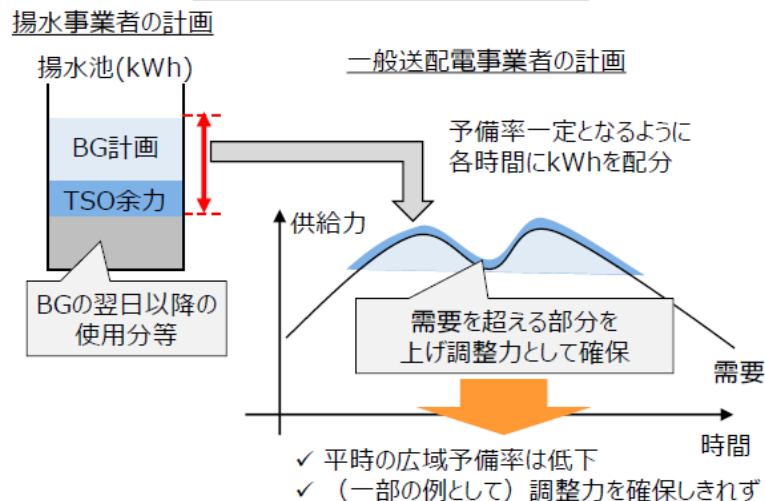 揚水事業者の計画
揚水池(kWh)
BG計画
TSO余力
BGの翌日以降の
使用分等
一般送配電事業者の計画
予備率一定となるように
各時間にkWhを配分
供給力
需要を超える部分を
上げ調整力として確保
需要
時間
✓ 平時の広域予備率は低下
✓ （一部の例として）調整力を確保しきれず